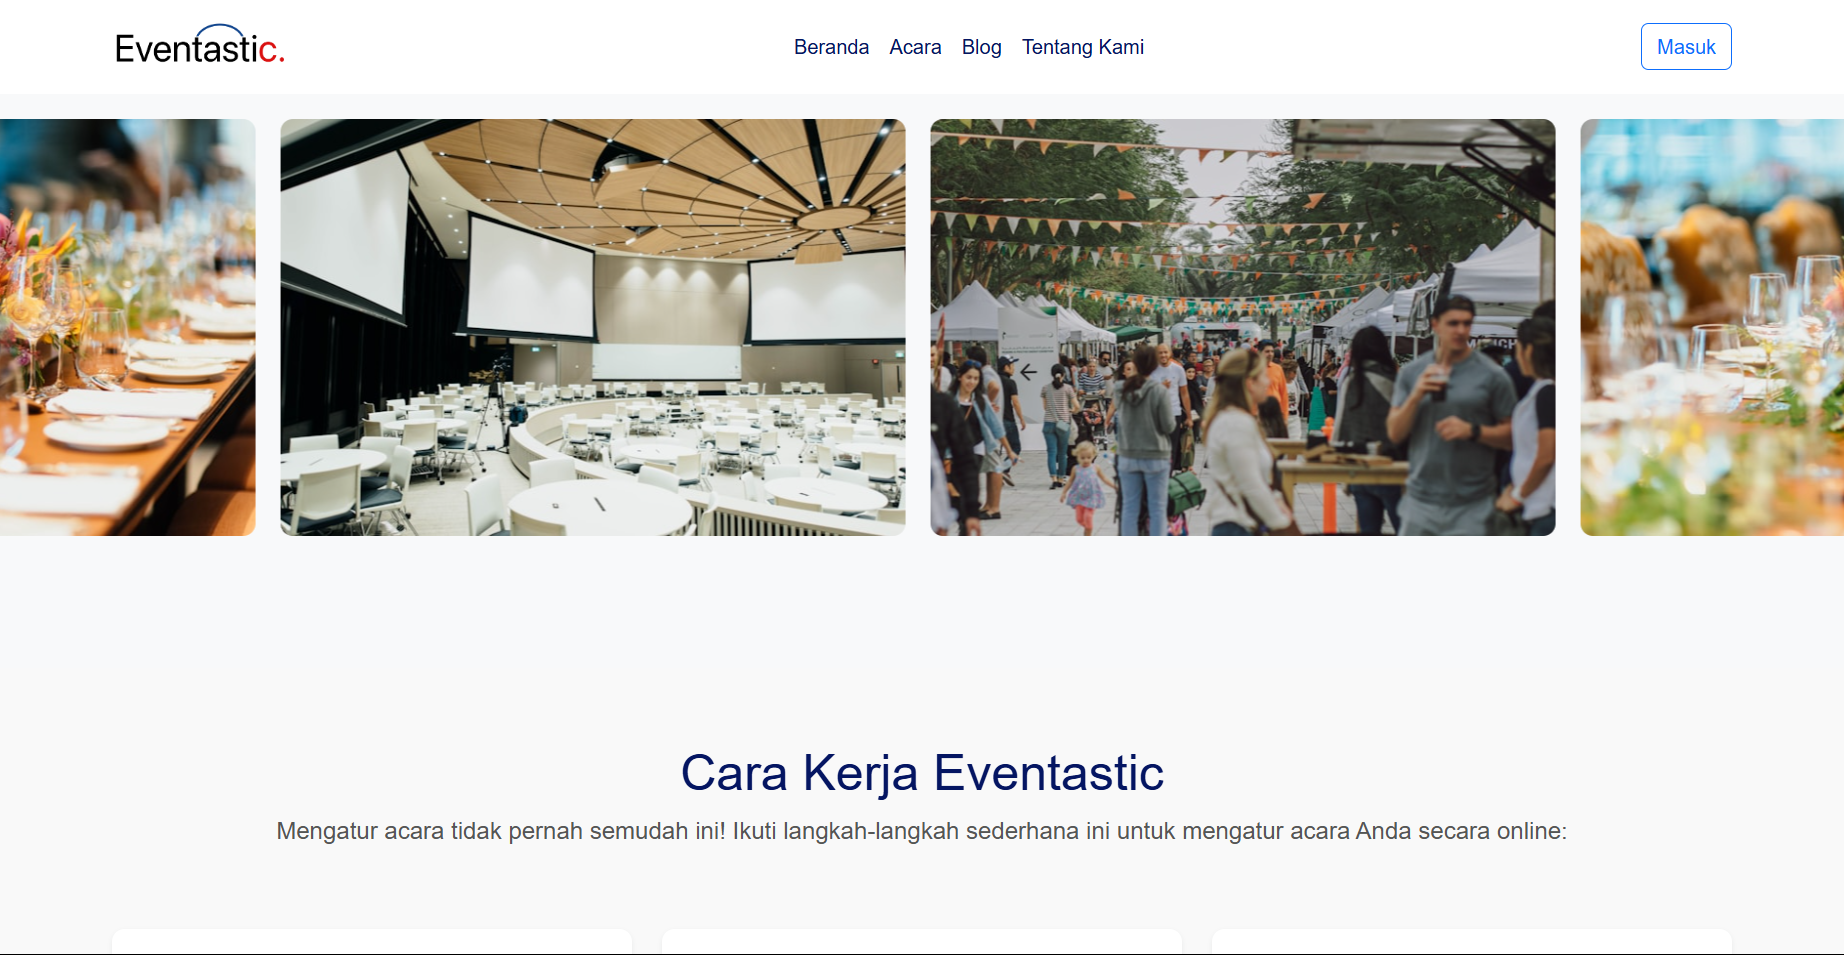 Eventastic.
Beranda Acara Blog Tentang Kami
Masuk
Cara Kerja Eventastic
Mengatur acara tidak pernah semudah ini! Ikuti langkah-langkah sederhana ini untuk mengatur acara Anda secara online: